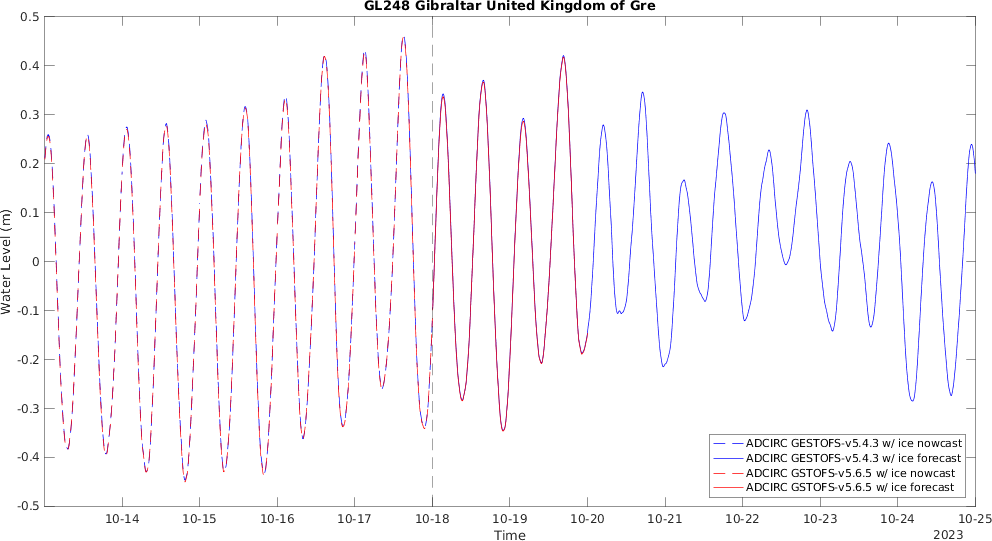 GL248 Gibraltar United Kingdom of Gre
0.5
0.4
0.3
0.2
0.1
0
-0.1
-0.2
-0.3
-0.4
-0.5
Water Level (m)
ADCIRC GESTOFS-v5.4.3 w/ ice nowcast
ADCIRC GESTOFS-v5.4.3 w/ ice forecast
ADCIRC GSTOFS-v5.6.5 w/ ice nowcast
ADCIRC GSTOFS-v5.6.5 w/ ice forecast
10-14 10-15 10-16 10-17 10-18 10-19 10-20 10-21 10-22 10-23 10-24 10-25
Time
2023